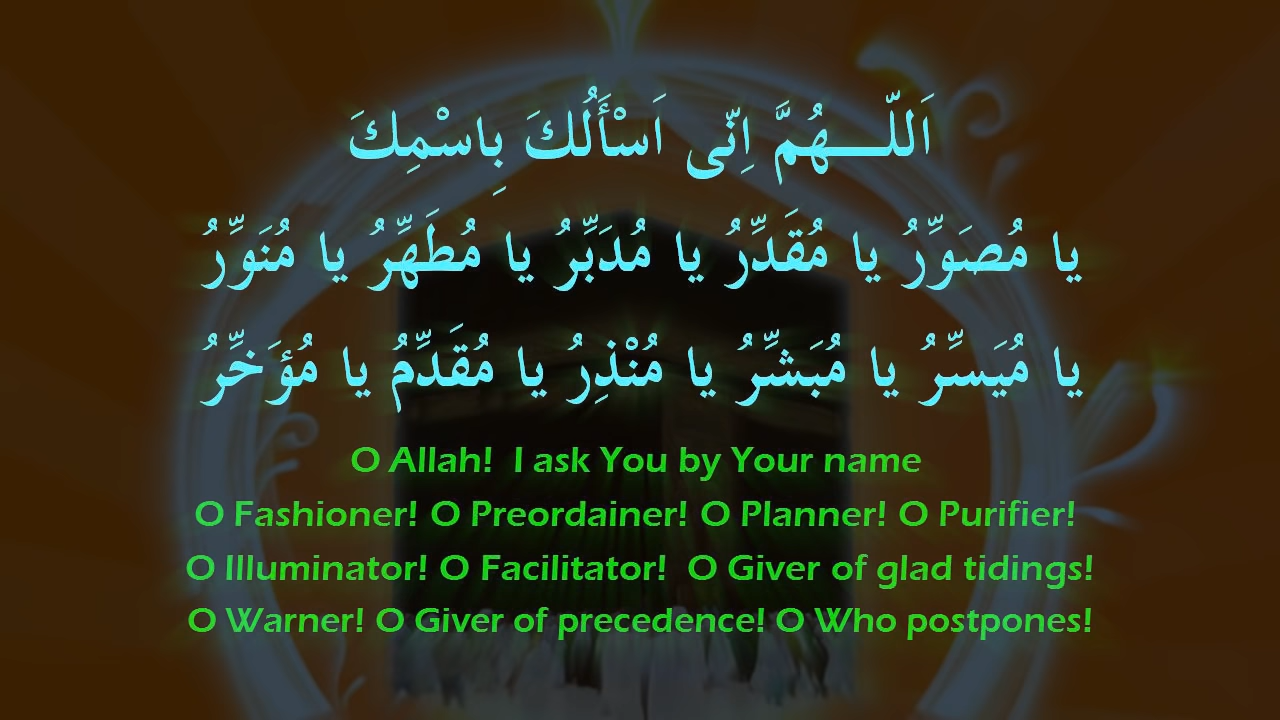 اَللّـــهُمَّ اِنّى اَسْأَلُكَ بِاسْمِكَ
يا مُصَوِّرُ يا مُقَدِّرُ يا مُدَبِّرُ يا مُطَهِّرُ يا مُنَوِّرُ
يا مُيَسِّرُ يا مُبَشِّرُ يا مُنْذِرُ يا مُقَدِّمُ يا مُؤَخِّرُ
O Allah!  I ask You by Your name
O Fashioner! O Preordainer! O Planner! O Purifier!
O Illuminator! O Facilitator!  O Giver of glad tidings!
O Warner! O Giver of precedence! O Who postpones!